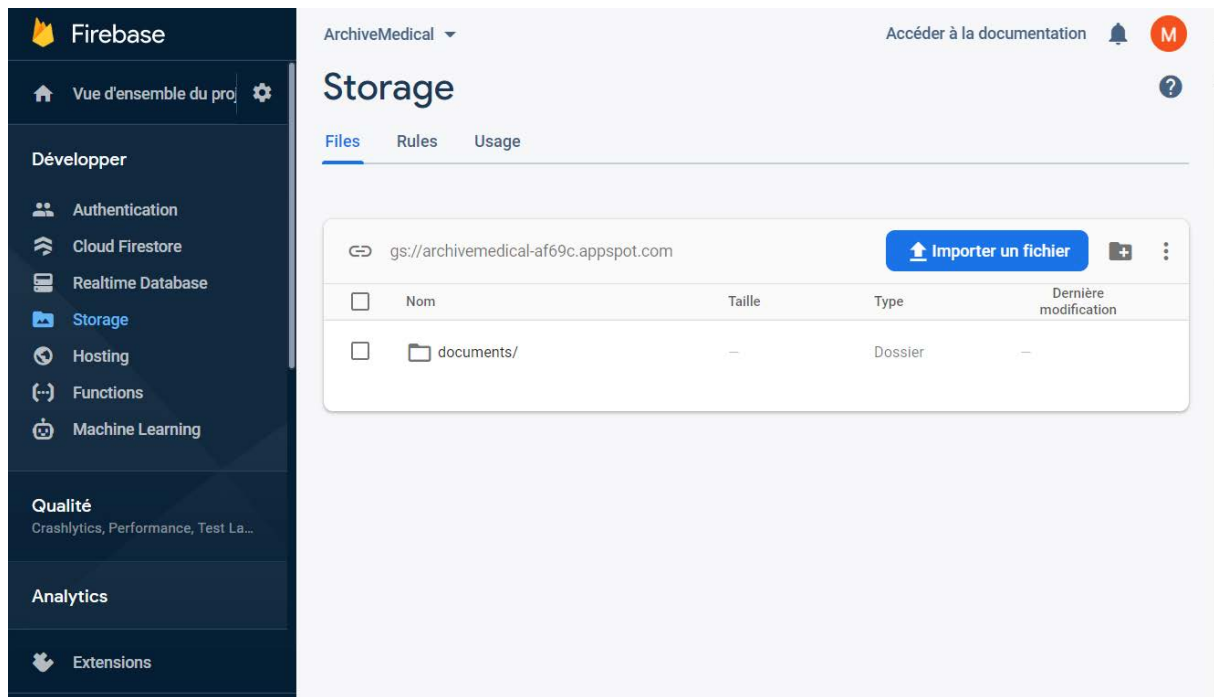 Firebase
Vue d'ensemble du proj
Développer
Authentication
Cloud Firestore
Realtime Database
Storage
Hosting
Functions
Machine Learning
Qualité
Crashlytics, Performance, Test La...
Analytics
Extensions
ArchiveMedical
Accéder à la documentation
M
Storage
?
Files Rules Usage
gs://archivemedical-af69c.appspot.com
Importer un fichier
Nom Taille Type Dernière
modification
documents/ — Dossier —